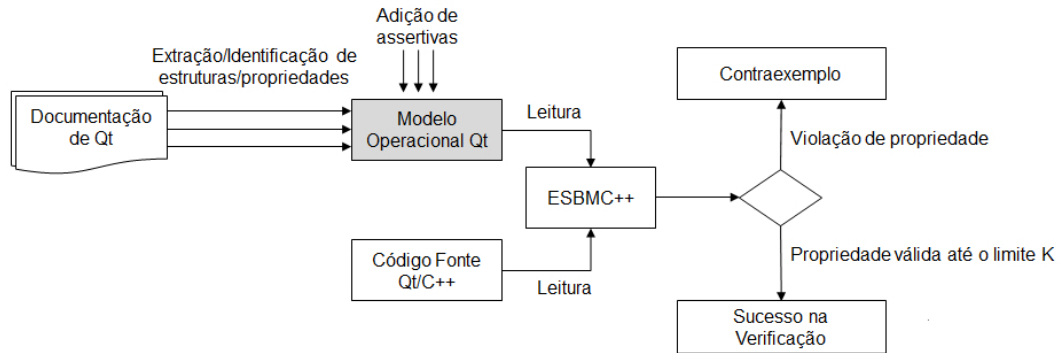 Adição de
assertivas
Extração/Identificação de
estruturas/propriedades
Documentação
de Qt
Modelo
Operacional Qt
Leitura
Contraexemplo
Violação de propriedade
ESBMC++
Código Fonte
Qt/C++
Leitura
Propriedade válida até o limite K
Sucesso na
Verificação